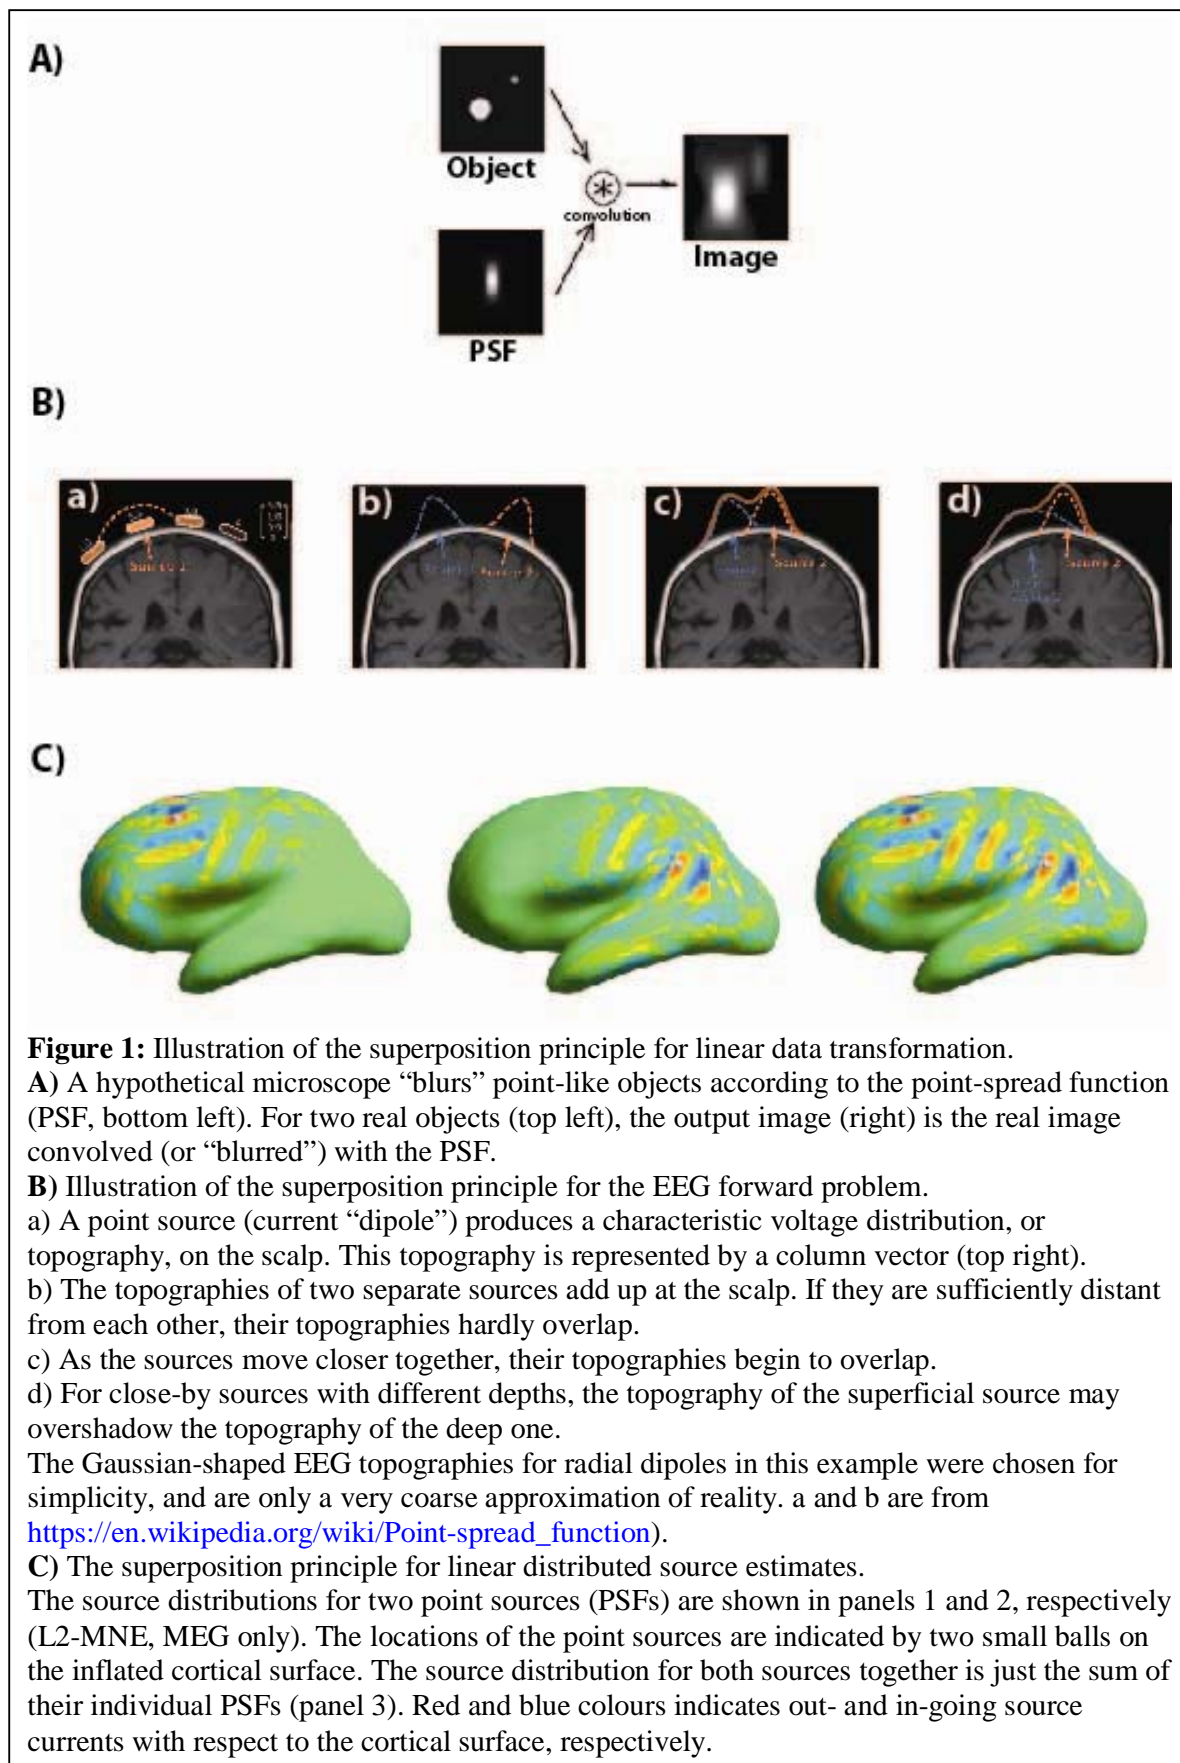 A)
Object
convolution
Image
PSF
B)
a)
b)
c)
d)
Source 2
Source 2
C)
Figure 1: Illustration of the superposition principle for linear data transformation.
A) A hypothetical microscope “blurs” point-like objects according to the point-spread function
(PSF, bottom left). For two real objects (top left), the output image (right) is the real image
convolved (or “blurred”) with the PSF.
B) Illustration of the superposition principle for the EEG forward problem.
a) A point source (current “dipole”) produces a characteristic voltage distribution, or
topography, on the scalp. This topography is represented by a column vector (top right).
b) The topographies of two separate sources add up at the scalp. If they are sufficiently distant
from each other, their topographies hardly overlap.
c) As the sources move closer together, their topographies begin to overlap.
d) For close-by sources with different depths, the topography of the superficial source may
overshadow the topography of the deep one.
The Gaussian-shaped EEG topographies for radial dipoles in this example were chosen for
simplicity, and are only a very coarse approximation of reality. a and b are from
https://en.wikipedia.org/wiki/Point-spread_function).
C) The superposition principle for linear distributed source estimates.
The source distributions for two point sources (PSFs) are shown in panels 1 and 2, respectively
(L2-MNE, MEG only). The locations of the point sources are indicated by two small balls on
the inflated cortical surface. The source distribution for both sources together is just the sum of
their individual PSFs (panel 3). Red and blue colours indicates out- and in-going source
currents with respect to the cortical surface, respectively.